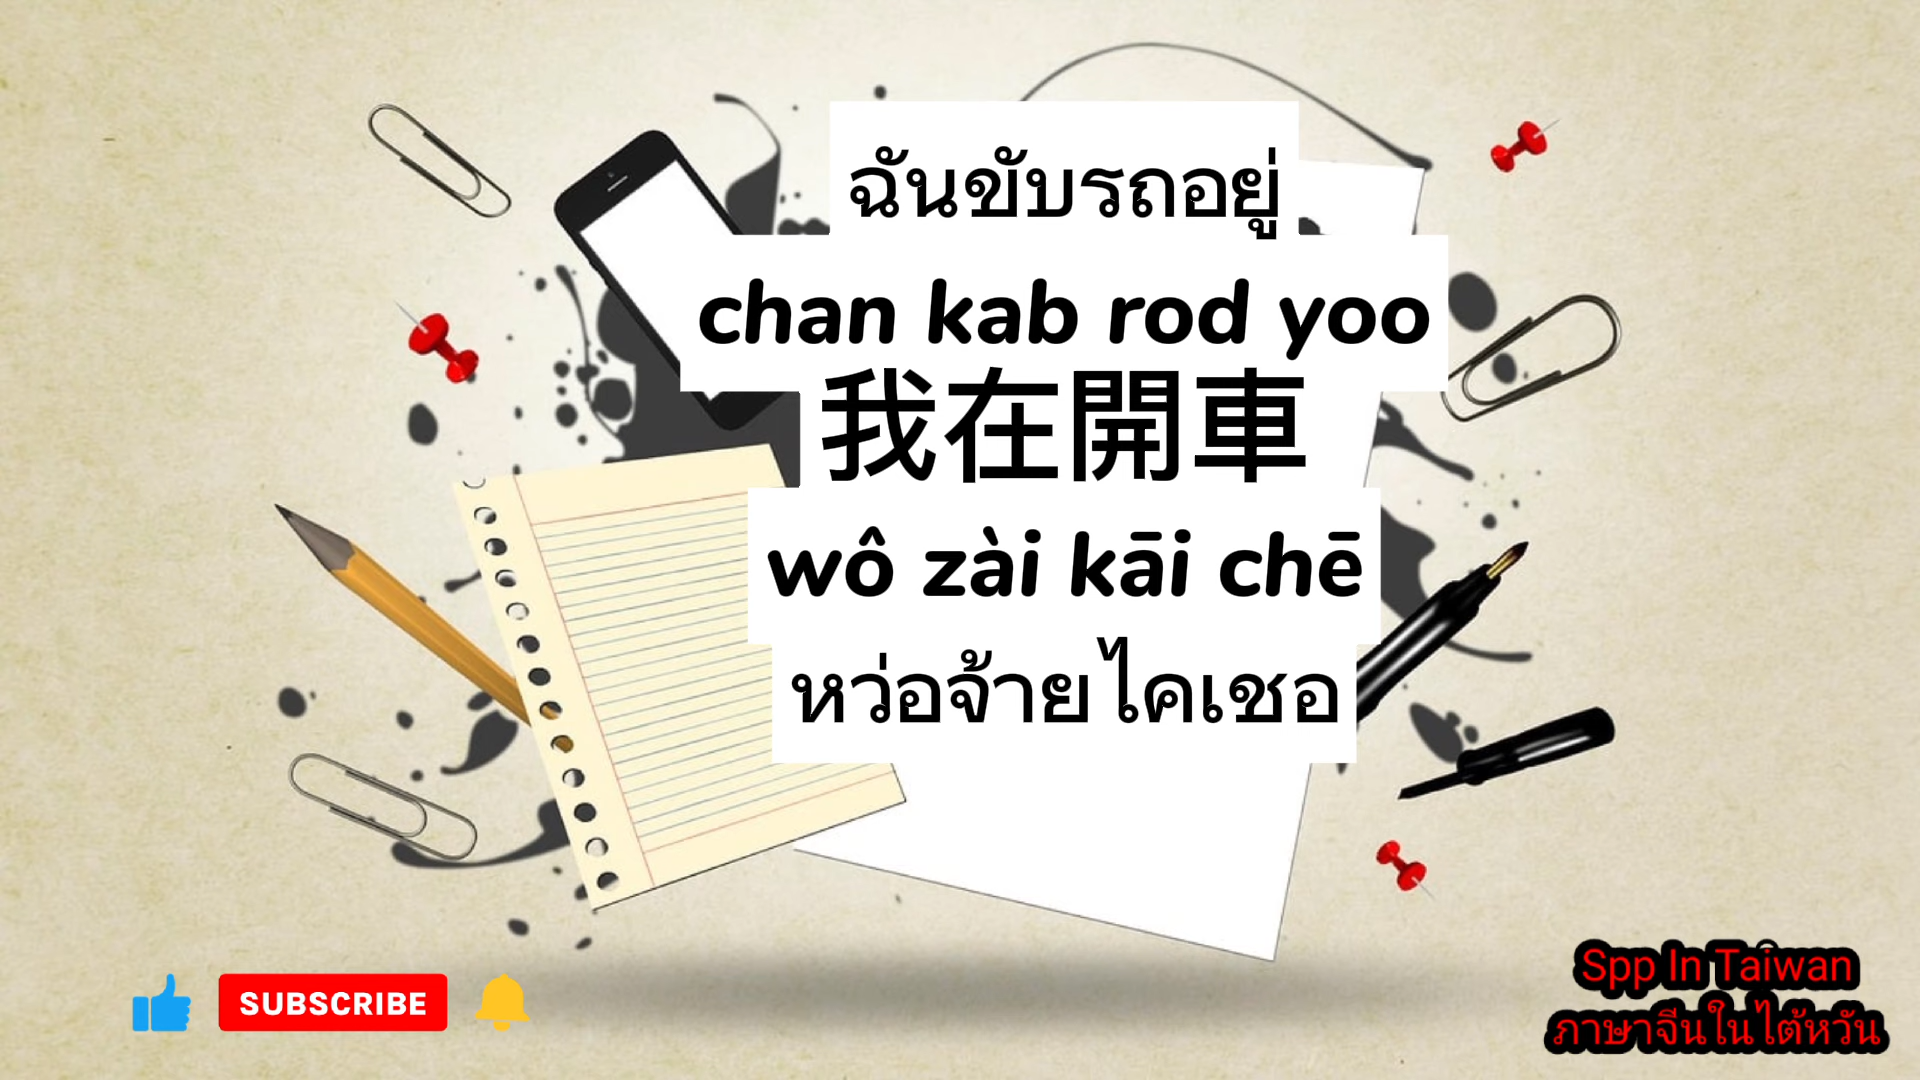 ฉันขับรถอยู่
chan kab rod yoo
我在開車
wô zài kāi chē
หว่อจ้ายไคเชอ
SUBSCRIBE
Spp In Taiwan
ภาษาจีนในไต้หวัน